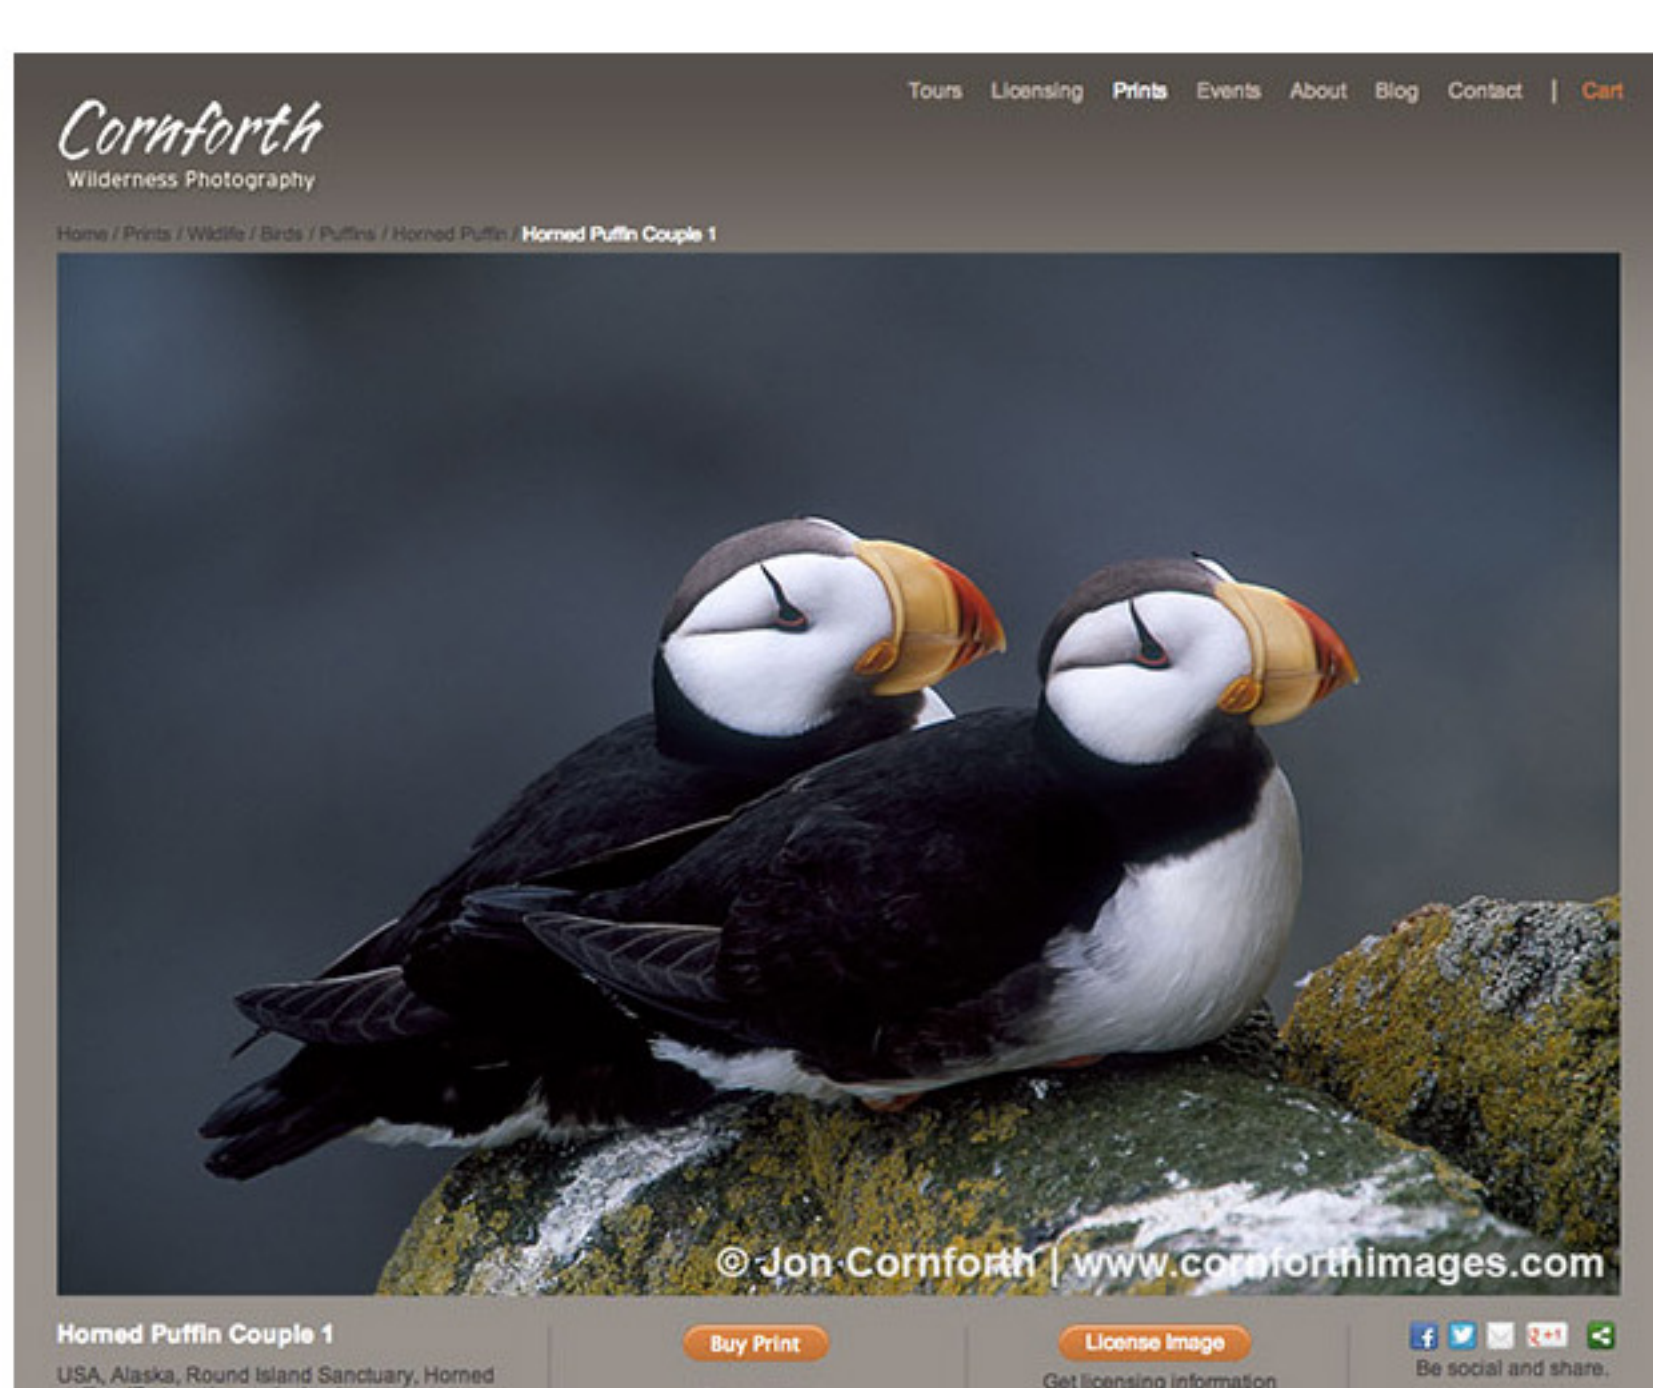 Tours Licensing Prints Events About Blog Contact | Cart
Cornforth
Wilderness Photography
Home / Prints / Wildlife / Birds / Puffins / Horned Puffin / Horned Puffin Couple 1
© Jon Cornforth | www.cornforthimages.com
Horned Puffin Couple 1
Buy Print
License Image
+1
USA, Alaska, Round Island Sanctuary, Horned
Get licensing information
Be social and share.